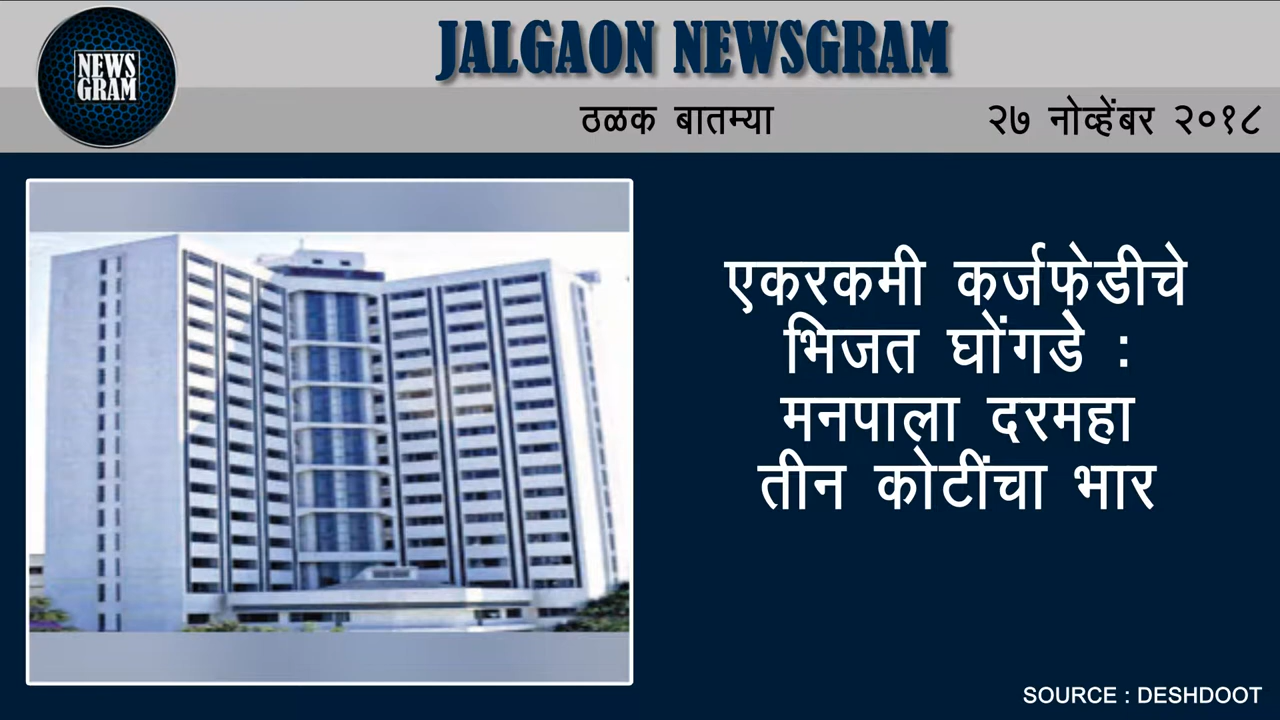 NEWS
GRAM
JALGAON NEWSGRAM
ठळक बातम्या
२७ नोव्हेंबर २०१८
एकरकमी कर्जफेडीचे
भिजत घोंगडे :
मनपाला दरमहा
तीन कोटींचा भार
SOURCE : DESHDOOT